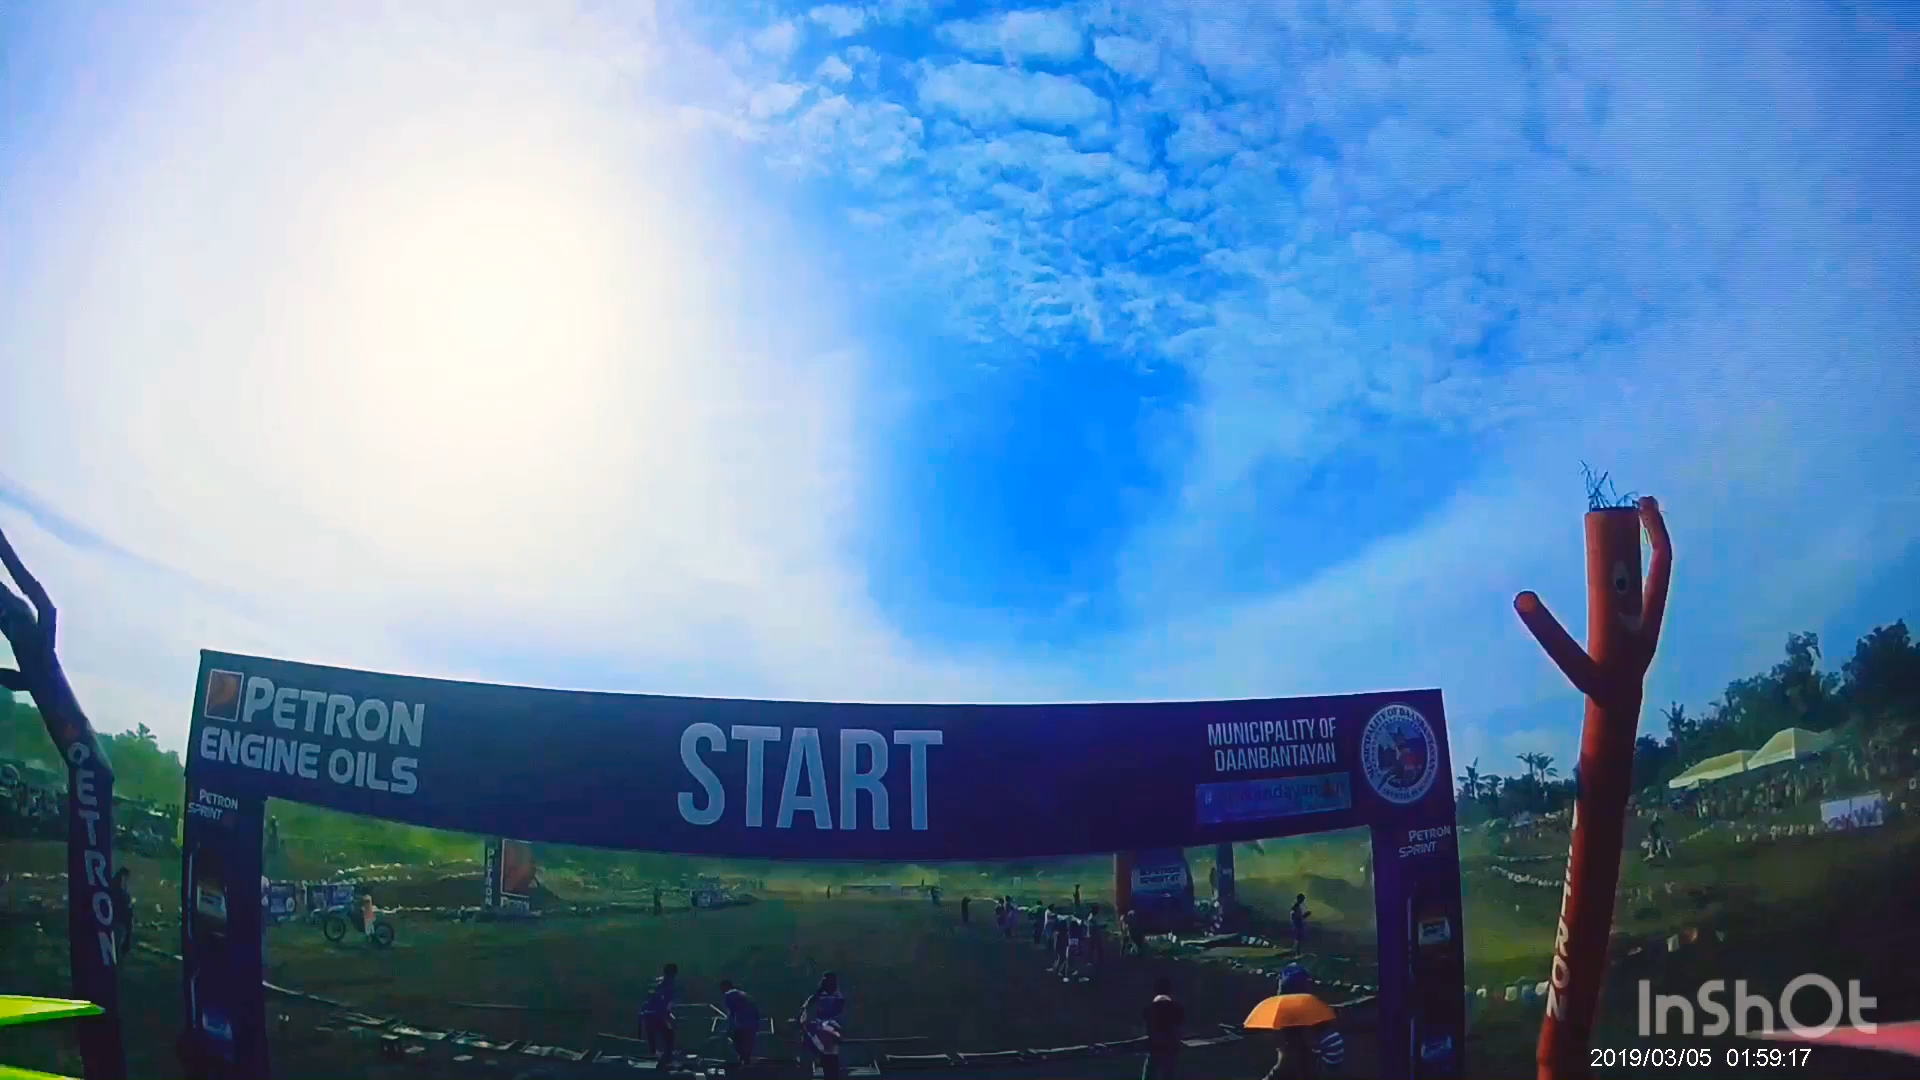 PETRON
ENGINE OILS
START
MUNICIPALITY OF
DAANBANTAYAN
PETRON
SPRINT
PETRON
SPRINT
PETRON
PETRON
InShOt
2019/03/05 01:59:17